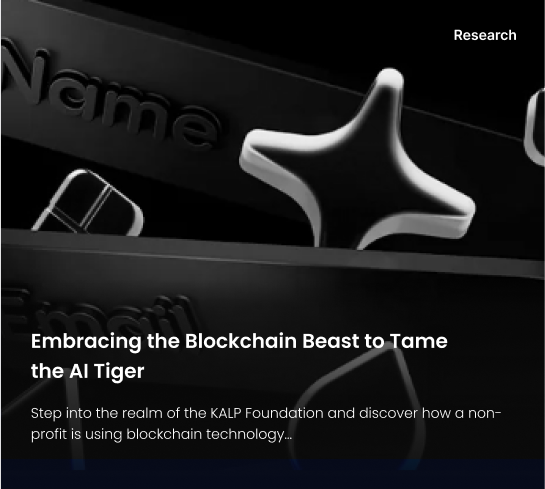 Research
Name
Email
Embracing the Blockchain Beast to Tame
the AI Tiger
Step into the realm of the KALP Foundation and discover how a non-
profit is using blockchain technology...